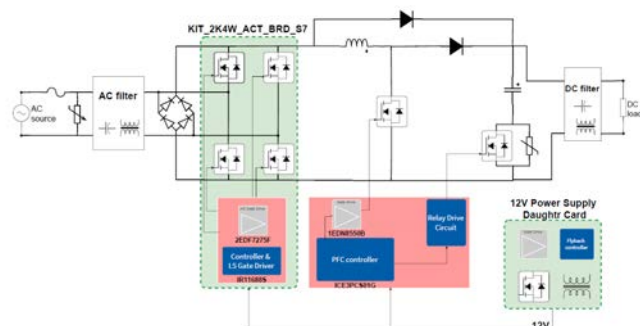 KIT_2K4W_ACT_BRD_S7
AC
source
AC filter
DC filter
DC
load
2EDF7275F
Controller &
LS Gate Driver
IR11688S
1EDN8550B
PFC controller
ICE3PCS01G
Relay Drive
Circuit
12V Power Supply
Daughtr Card
Flyback
controller
12V